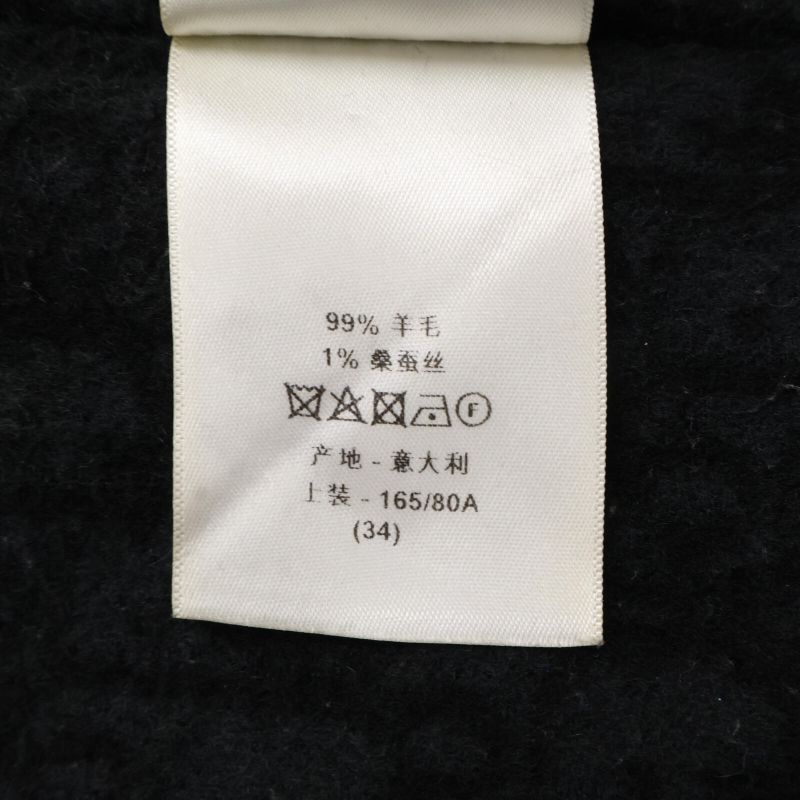 99% 羊毛
1% 桑蚕丝
F
产地 - 意大利
上装 - 165/80A
(34)